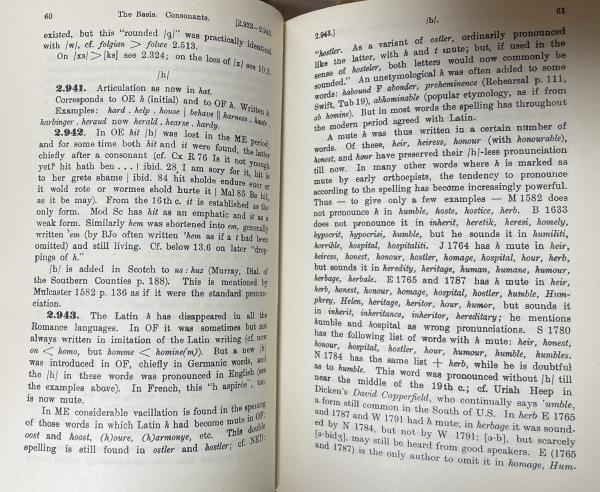 60 The Basis. Consonants. [2.913—2.943.
existed, but this "rounded /q/" was practically identical
with /w/, cf. folgian > folwe 2.513.
On /xs/ > [ks] see 2.324; on the loss of /x/ see 10.2.
/h/
2.941. Articulation as now in hat.
Corresponds to OE h (initial) and to OF h. Written h.
Examples: hard . help . house | behave || harness . haste
harbinger . heraud now herald . hearse . hardy.
2.942. In OE hit /h/ was lost in the ME period;
and for some time both hit and it were found, the latter
chiefly after a consonant (cf. Cx R 76 Is it not ynough
yet? hit hath ben . . . | ibid. 28 I am sory for it, hit is
to her grete shame | ibid. 34 hit sholde endure euer er
it wold rote or wormes shold hurte it | Mal 85 Bo hit,
as it may be). From the 16th c. it is established as the
only form. Mod Sc has hit as an emphatic and it as a
weak form. Similarly hem was shortened into em, generally
written 'em (by BJo often written 'hem as if a t had been
omitted) and still living. Cf. below 13.6 on later "drop-
pings of h."
/h/ is added in Scotch to us : huz (Murray, Dial. of
the Southern Counties p. 188). This is mentioned by
Mulcaster 1582 p. 136 as if it were the standard pronun-
ciation.
2.943. The Latin h has disappeared in all the
Romance languages. In OF it was sometimes but not
always written in imitation of the Latin writing (cf. now
on < homo, but homme < homine(m)). But a new /h/
was introduced in OF, chiefly in Germanic words, and
the /h/ in these words was pronounced in English (see
the examples above). In French, this "h aspirée", too,
is now mute.
In ME considerable vacillation is found in the spelling
of those words in which Latin h had become mute in OF:
oost and hoost, (h)oure, (h)armonye, etc. This double
spelling is still found in ostler and hostler; cf. NED:
2.943.] /h/. 61
"hostler. As a variant of ostler, ordinarily pronounced
like the latter, with h and t mute; but, if used in the
sense of hosteler, both letters would now commonly be
sounded." An unetymological h was often added to some
words: habound F abonder, preheminence (Rehearsal p. 111,
Swift, Tub 19), abhominable (popular etymology, as if from
ab homine). But in most words the spelling has throughout
the modern period agreed with Latin.
A mute h was thus written in a certain number of
words. Of these, heir, heiress, honour (with honourable),
honest, and hour have preserved their /h/-less pronunciation
till now. In many other words where h is marked as
mute by early orthoepists, the tendency to pronounce
according to the spelling has become increasingly powerful.
Thus — to give only a few examples — M 1582 does
not pronounce h in humble, hoste, hostice, herb. B 1633
does not pronounce it in inherit, heretik, heresi, homely,
hypocrit, hypocrisy, humble, but he sounds it in humiliti,
horrible, hospital, hospitaliti. J 1764 has h mute in heir,
heiress, honest, honour, hostler, homage, hospital, hour, herb,
but sounds it in heredity, heritage, human, humane, humour,
herbage, herbale. E 1765 and 1787 has h mute in heir,
herb, honest, honour, homage, hospital, hostler, humble, Hum-
phrey, Helen, heritage, heritor, hour, humor, but sounds it
in inherit, inheritance, inheritor, hereditary; he mentions
humble and hospital as wrong pronunciations. S 1780
has the following list of words with h mute: heir, honest,
honour, hospital, hostler, hour, humour, humble, humbles.
N 1784 has the same list + herb, while he is doubtful
as to humble. This word was pronounced without /h/ till
near the middle of the 19th c.; cf. Uriah Heep in
Dicken's David Copperfield, who continually says 'umble,
a form still common in the South of US. In herb E 1765
and 1787 and W 1791 had h mute; in herbage it was sound-
ed by N 1784, but not by W 1791; [ə·b], but scarcely
[ə·bidʒ], may still be heard from good speakers. E (1765
and 1787) is the only author to omit it in homage, Hum-